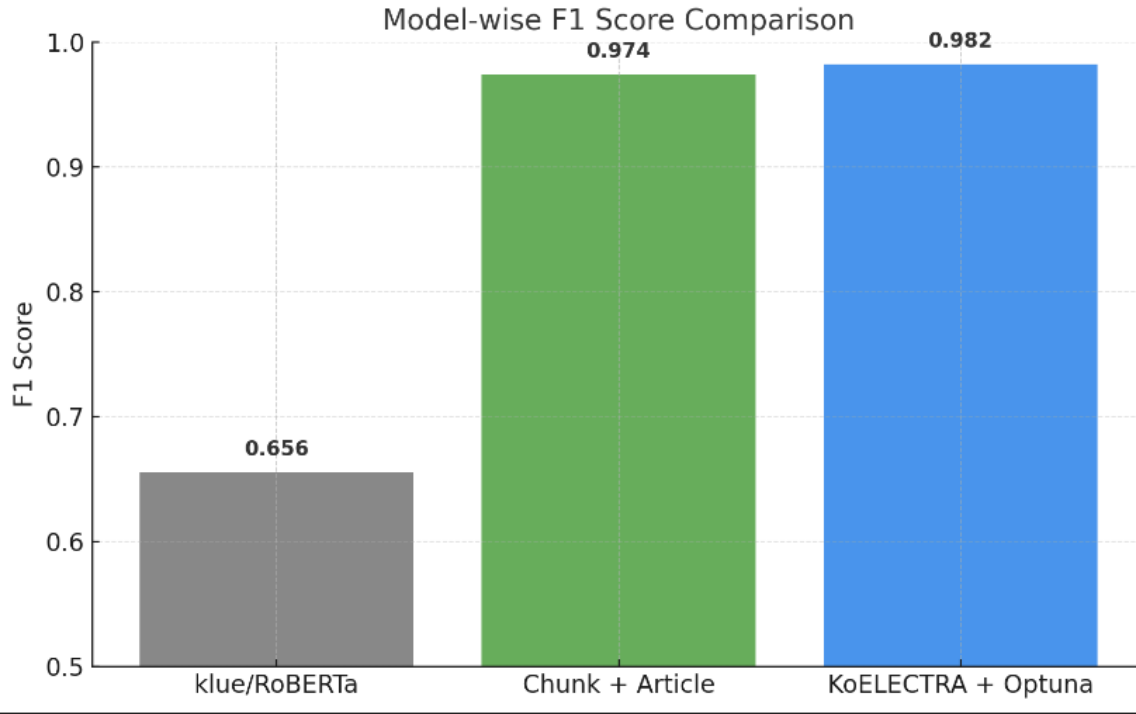 Model-wise F1 Score Comparison
1.0
0.9
0.8
0.7
0.6
0.5
F1 Score
0.656
0.974
0.982
klue/RoBERTa
Chunk + Article
KoELECTRA + Optuna